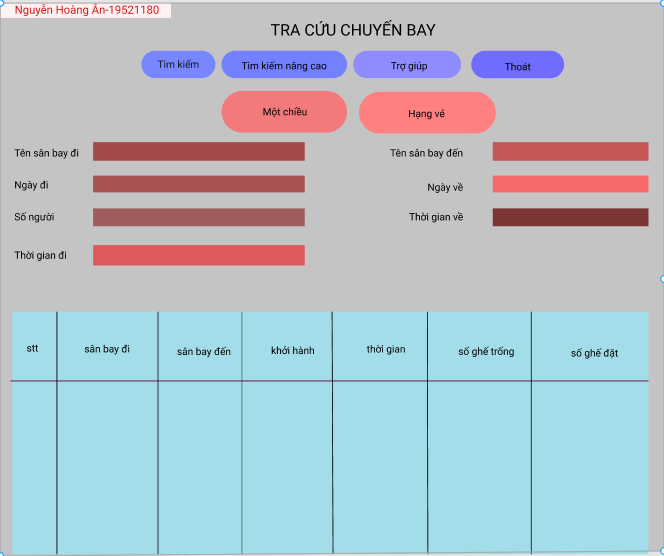 Nguyễn Hoàng Ân-19521180
TRA CỨU CHUYẾN BAY
Tìm kiếm
Tìm kiếm nâng cao
Trợ giúp
Thoát
Một chiều
Hạng vé
Tên sân bay đi
Tên sân bay đến
Ngày đi
Ngày về
Số người
Thời gian về
Thời gian đi
stt
sân bay đi
sân bay đến
khởi hành
thời gian
số ghế trống
số ghế đặt